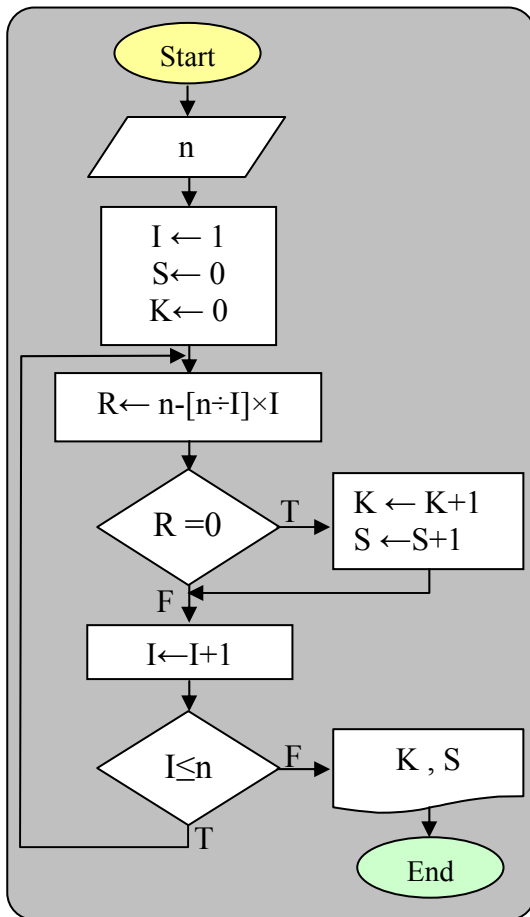 Start
n
I ← 1
S← 0
K← 0
R← n-[n÷I]×I
R =0
T
K ← K+1
S ←S+1
F
I←I+1
I≤n
F
K , S
T
End